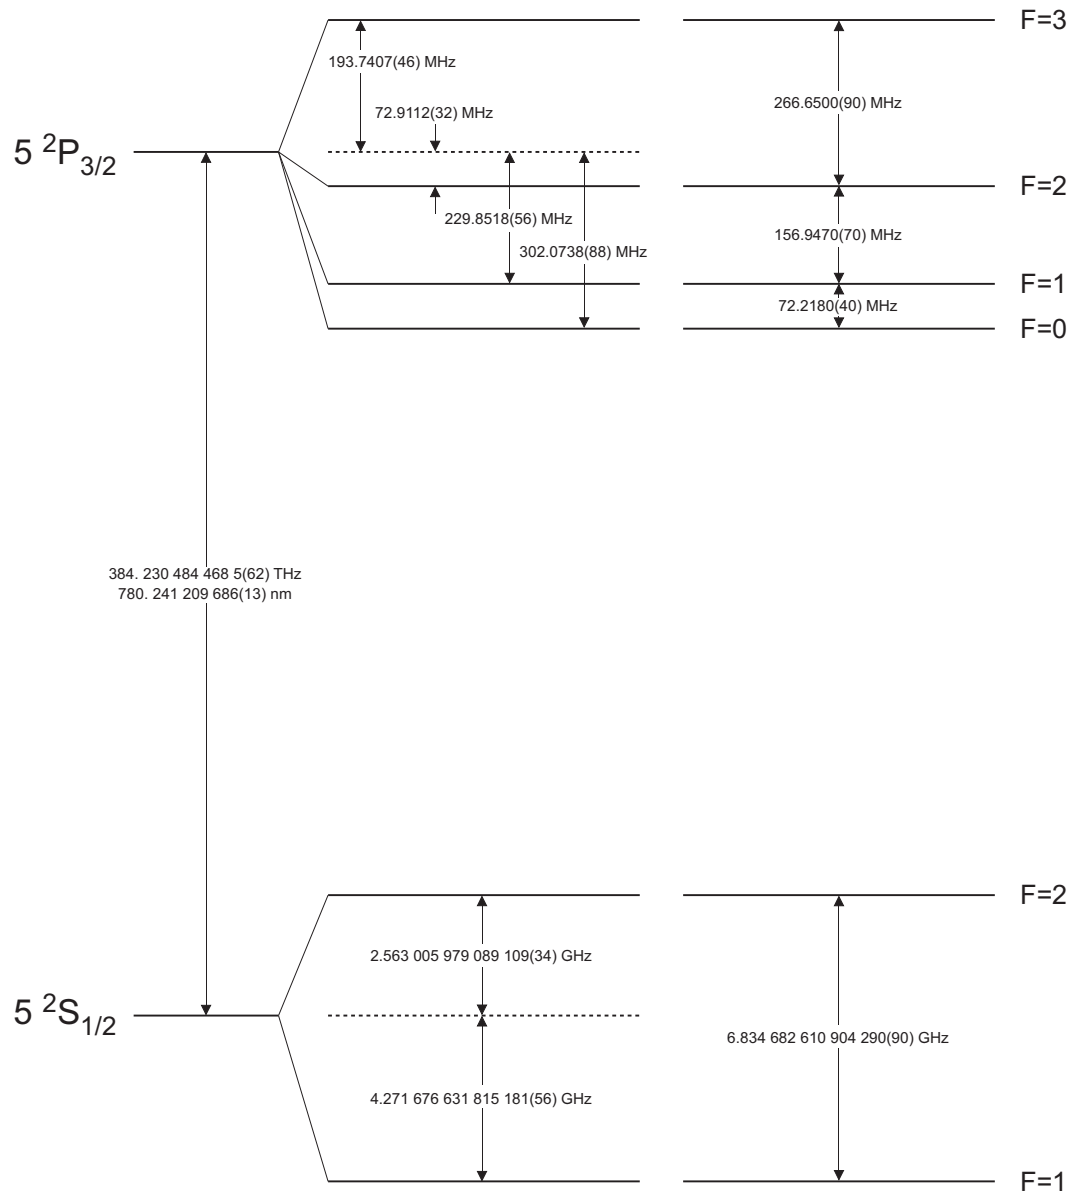 F=3
193.7407(46) MHz
72.9112(32) MHz
266.6500(90) MHz
5 ²P₃/₂
F=2
229.8518(56) MHz
156.9470(70) MHz
302.0738(88) MHz
F=1
72.2180(40) MHz
F=0
384. 230 484 468 5(62) THz
780. 241 209 686(13) nm
F=2
2.563 005 979 089 109(34) GHz
5 ²S₁/₂
6.834 682 610 904 290(90) GHz
4.271 676 631 815 181(56) GHz
F=1